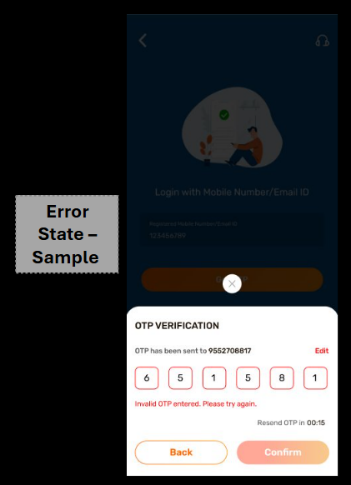 Error
State –
Sample
Login with Mobile Number/Email ID
Registered Mobile Number/Email ID
OTP VERIFICATION
OTP has been sent to 9552708817
Edit
6 5 1 5 8 1
Invalid OTP entered. Please try again.
Resend OTP in 00:15
Back
Confirm